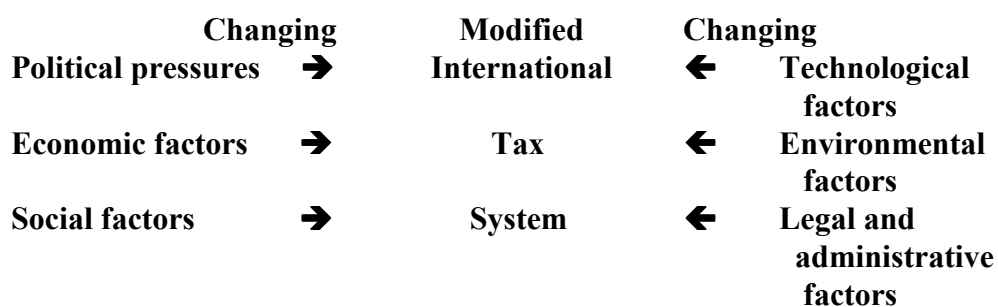 Changing Modified Changing
Political pressures ➔ International 🡸 Technological
factors
Economic factors ➔ Tax 🡸 Environmental
factors
Social factors ➔ System 🡸 Legal and
administrative
factors